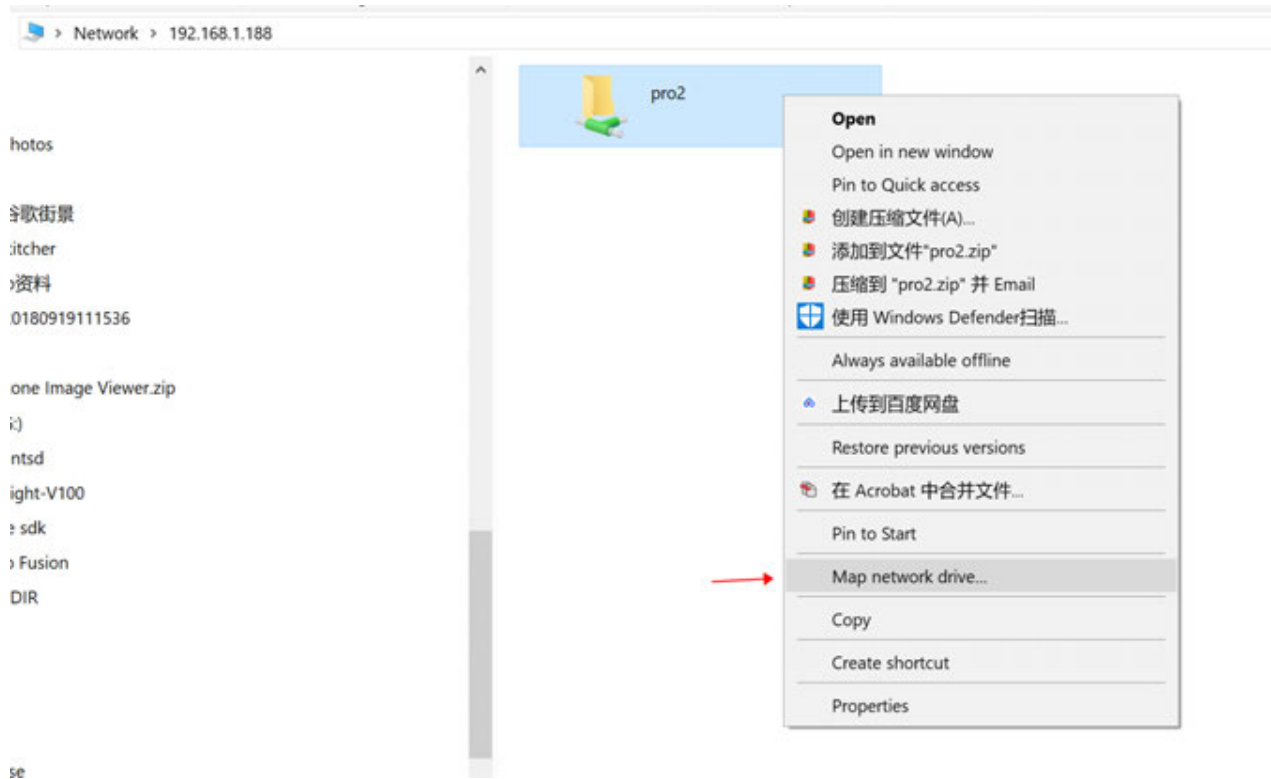 Network > 192.168.1.188
hotos
谷歌街景
titcher
资料
0180919111536
one Image Viewer.zip
:)
ntsd
ight-V100
e sdk
o Fusion
DIR
se
pro2
Open
Open in new window
Pin to Quick access
创建压缩文件(A)...
添加到文件"pro2.zip"
压缩到 "pro2.zip" 并 Email
使用 Windows Defender扫描...
Always available offline
上传到百度网盘
Restore previous versions
在 Acrobat 中合并文件...
Pin to Start
Map network drive...
Copy
Create shortcut
Properties